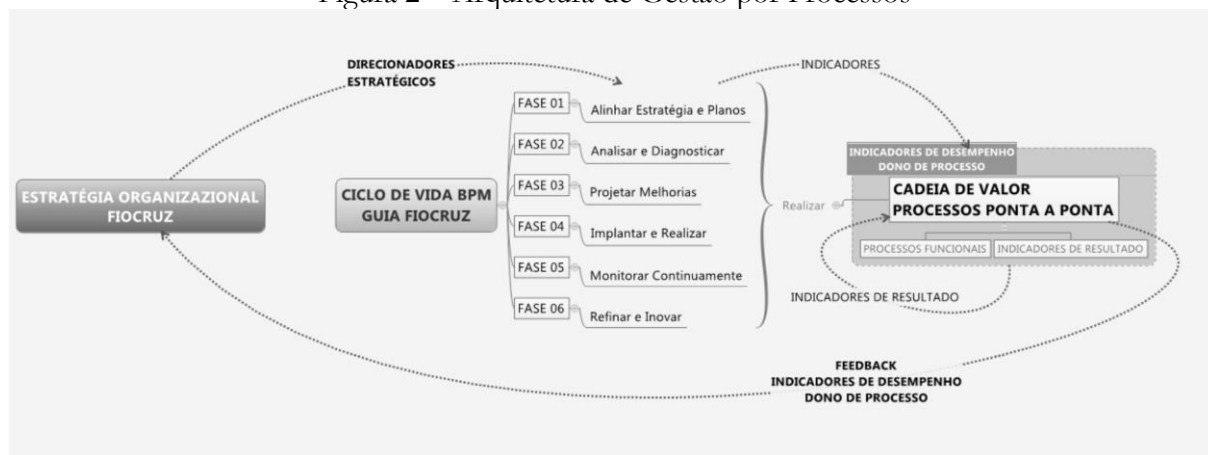 Figura 2 – Arquitetura de Gestão por Processos
DIRECIONADORES
ESTRATÉGICOS
INDICADORES
FASE 01
Alinhar Estratégia e Planos
FASE 02
Analisar e Diagnosticar
FASE 03
Projetar Melhorias
FASE 04
Implantar e Realizar
FASE 05
Monitorar Continuamente
FASE 06
Refinar e Inovar
ESTRATÉGIA ORGANIZAZIONAL
FIOCRUZ
CICLO DE VIDA BPM
GUIA FIOCRUZ
Realizar
INDICADORES DE DESEMPENHO
DONO DE PROCESSO
CADEIA DE VALOR
PROCESSOS PONTA A PONTA
PROCESSOS FUNCIONAIS
INDICADORES DE RESULTADO
INDICADORES DE RESULTADO
FEEDBACK
INDICADORES DE DESEMPENHO
DONO DE PROCESSO